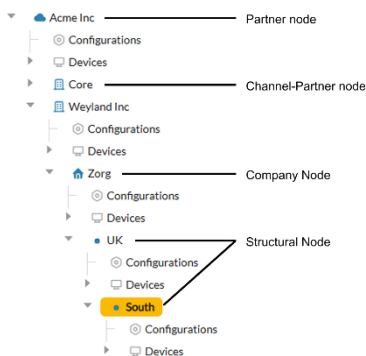 Acme Inc Partner node
Configurations
Devices
Core Channel-Partner node
Weyland Inc
Configurations
Devices
Zorg Company Node
Configurations
Devices
UK Structural Node
Configurations
Devices
South
Configurations
Devices